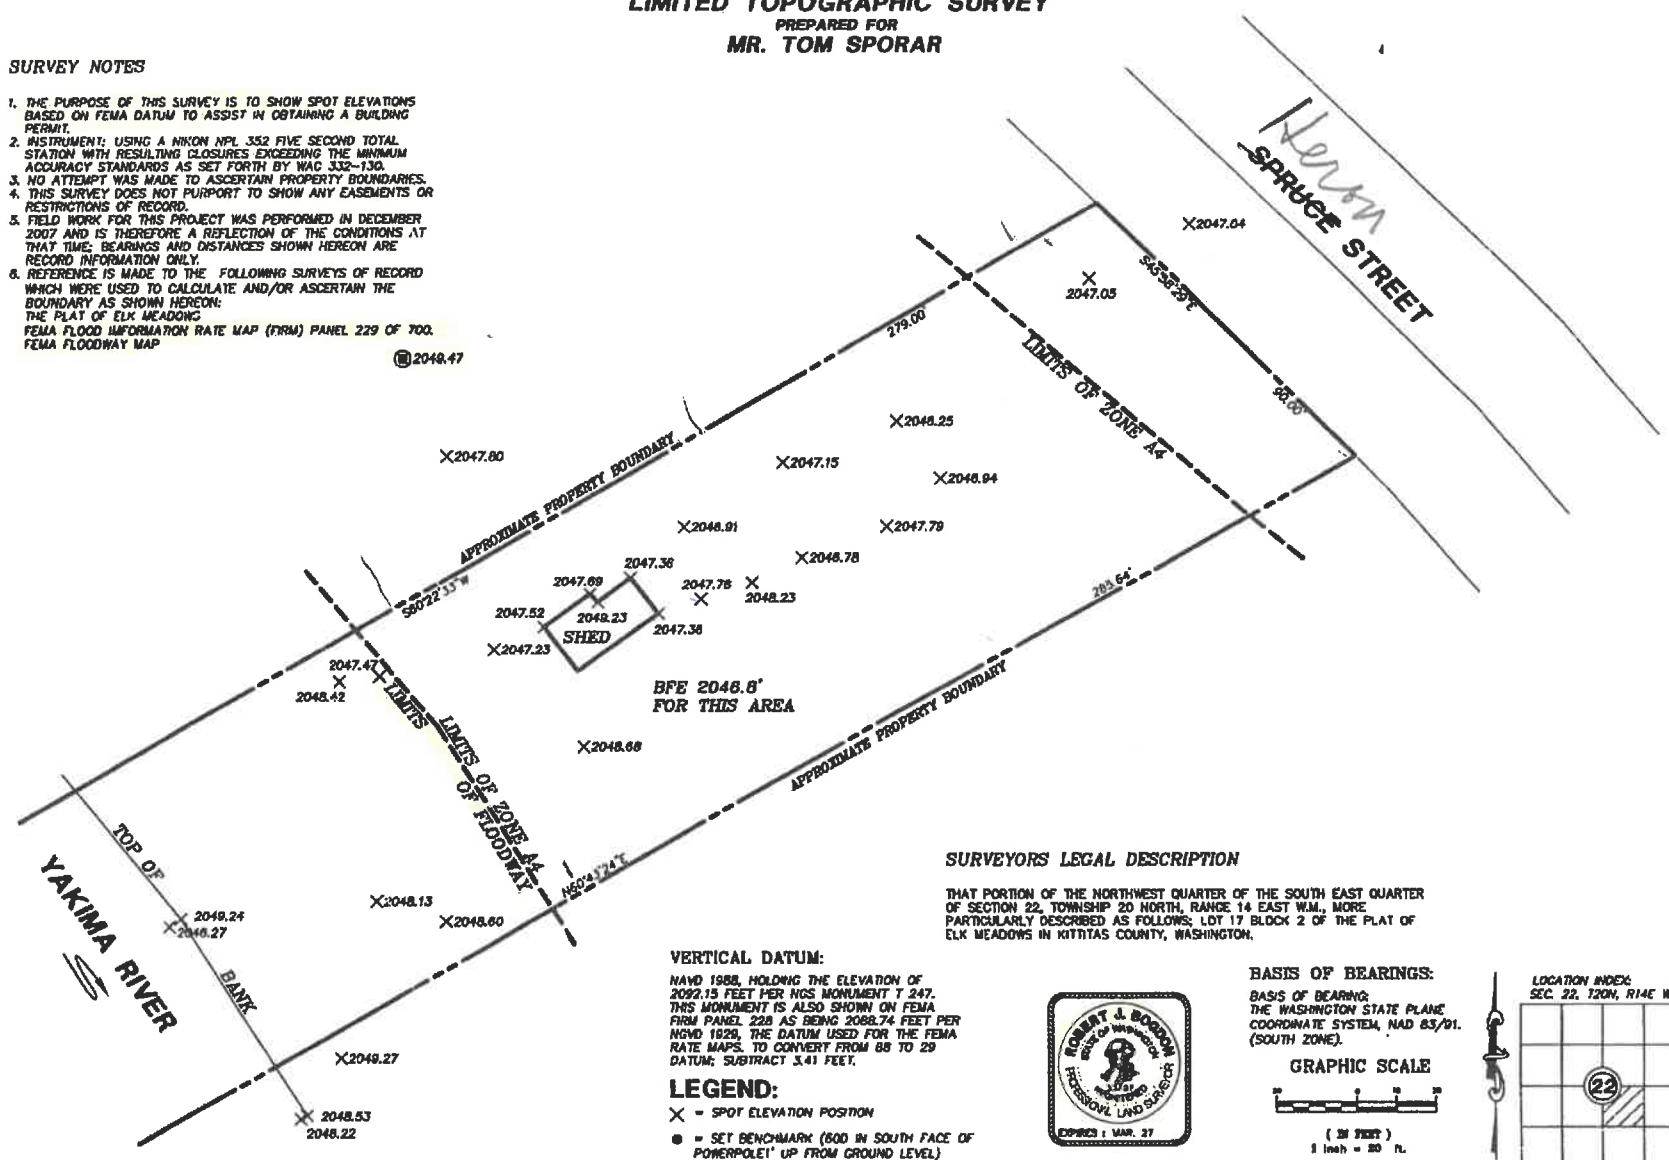 LIMITED TOPOGRAPHIC SURVEY
PREPARED FOR
MR. TOM SPORAR
SURVEY NOTES
1. THE PURPOSE OF THIS SURVEY IS TO SHOW SPOT ELEVATIONS
BASED ON FEMA DATUM TO ASSIST IN OBTAINING A BUILDING
PERMIT.
2. INSTRUMENT: USING A NIKON NPL 352 FIVE SECOND TOTAL
STATION WITH RESULTING CLOSURES EXCEEDING THE MINIMUM
ACCURACY STANDARDS AS SET FORTH BY WAC 332-130.
3. NO ATTEMPT WAS MADE TO ASCERTAIN PROPERTY BOUNDARIES.
4. THIS SURVEY DOES NOT PURPORT TO SHOW ANY EASEMENTS OR
RESTRICTIONS OF RECORD.
5. FIELD WORK FOR THIS PROJECT WAS PERFORMED IN DECEMBER
2007 AND IS THEREFORE A REFLECTION OF THE CONDITIONS AT
THAT TIME; BEARINGS AND DISTANCES SHOWN HEREON ARE
RECORD INFORMATION ONLY.
6. REFERENCE IS MADE TO THE FOLLOWING SURVEYS OF RECORD
WHICH WERE USED TO CALCULATE AND/OR ASCERTAIN THE
BOUNDARY AS SHOWN HEREON:
THE PLAT OF ELK MEADOWS
FEMA FLOOD INFORMATION RATE MAP (FIRM) PANEL 229 OF 700.
FEMA FLOODWAY MAP
2049.47
Heron
SPRUCE STREET
2047.64
2047.05
S45°58'29"E
90.00'
279.00'
LIMITS OF ZONE A4
2046.25
2047.80
2047.15
2046.94
APPROXIMATE PROPERTY BOUNDARY
2046.91
2047.79
2046.78
2047.36
2047.69
2047.76
2048.23
285.64'
S60°22'33"W
2047.52
2049.23
SHED
2047.36
2047.23
2047.47
2048.42
BFE 2046.8'
FOR THIS AREA
LIMITS
LIMITS OF ZONE A4
OF FLOODWAY
2048.68
APPROXIMATE PROPERTY BOUNDARY
TOP OF
BANK
YAKIMA RIVER
2048.13
2048.60
2049.24
2046.27
2049.27
2048.53
2048.22
SURVEYORS LEGAL DESCRIPTION
THAT PORTION OF THE NORTHWEST QUARTER OF THE SOUTH EAST QUARTER
OF SECTION 22, TOWNSHIP 20 NORTH, RANGE 14 EAST W.M., MORE
PARTICULARLY DESCRIBED AS FOLLOWS; LOT 17 BLOCK 2 OF THE PLAT OF
ELK MEADOWS IN KITTITAS COUNTY, WASHINGTON.
VERTICAL DATUM:
NAVD 1988, HOLDING THE ELEVATION OF
2092.15 FEET PER NGS MONUMENT T 247.
THIS MONUMENT IS ALSO SHOWN ON FEMA
FIRM PANEL 228 AS BEING 2088.74 FEET PER
NGVD 1929, THE DATUM USED FOR THE FEMA
RATE MAPS. TO CONVERT FROM 88 TO 29
DATUM; SUBTRACT 3.41 FEET.
LEGEND:
X = SPOT ELEVATION POSITION
● = SET BENCHMARK (60D IN SOUTH FACE OF
POWERPOLE1' UP FROM GROUND LEVEL)
ROBERT J. BOGDON
STATE OF WASHINGTON
REGISTERED
PROFESSIONAL LAND SURVEYOR
EXPIRES : MAR. 27
BASIS OF BEARINGS:
BASIS OF BEARING:
THE WASHINGTON STATE PLANE
COORDINATE SYSTEM, NAD 83/91.
(SOUTH ZONE).
GRAPHIC SCALE
( IN FEET )
1 inch = 20 ft.
LOCATION INDEX:
SEC. 22, T20N, R14E W
22